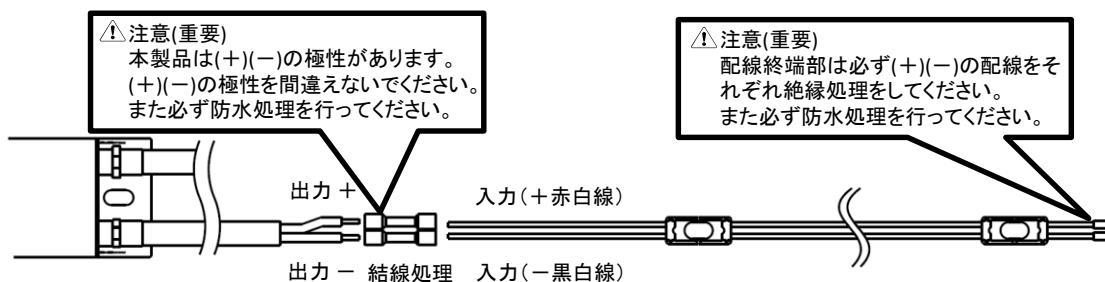 ⚠ 注意(重要)
本製品は(+)(-)の極性があります。
(+)(-)の極性を間違えないでください。
また必ず防水処理を行ってください。
⚠ 注意(重要)
配線終端部は必ず(+)(-)の配線をそ
れぞれ絶縁処理をしてください。
また必ず防水処理を行ってください。
出力 + 入力(+赤白線)
出力 - 結線処理 入力(-黒白線)